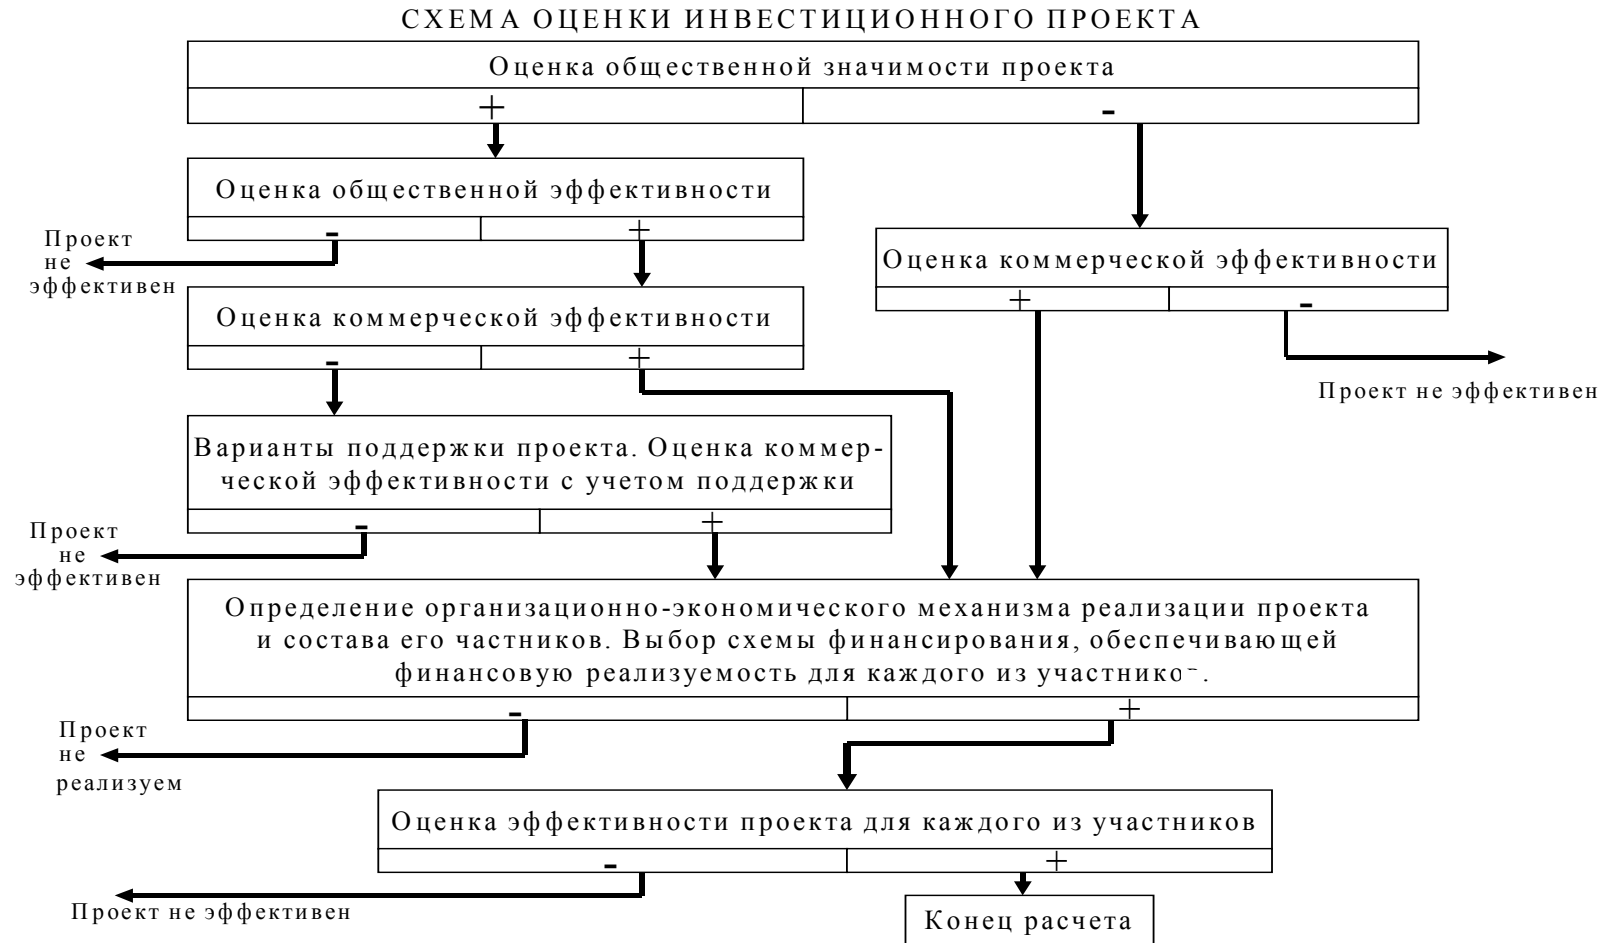 СХЕМА ОЦЕНКИ ИНВЕСТИЦИОННОГО ПРОЕКТА
Оценка общественной значимости проекта
+ -
Оценка общественной эффективности
- +
Проект
не
эффективен
Оценка коммерческой эффективности
+ -
Проект не эффективен
Оценка коммерческой эффективности
- +
Варианты поддержки проекта. Оценка коммер-
ческой эффективности с учетом поддержки
- +
Проект
не
эффективен
Определение организационно-экономического механизма реализации проекта
и состава его частников. Выбор схемы финансирования, обеспечивающей
финансовую реализуемость для каждого из
- +
Проект
не
реализуем
Оценка эффективности проекта для каждого из участников
- +
Проект не эффективен
Конец расчета